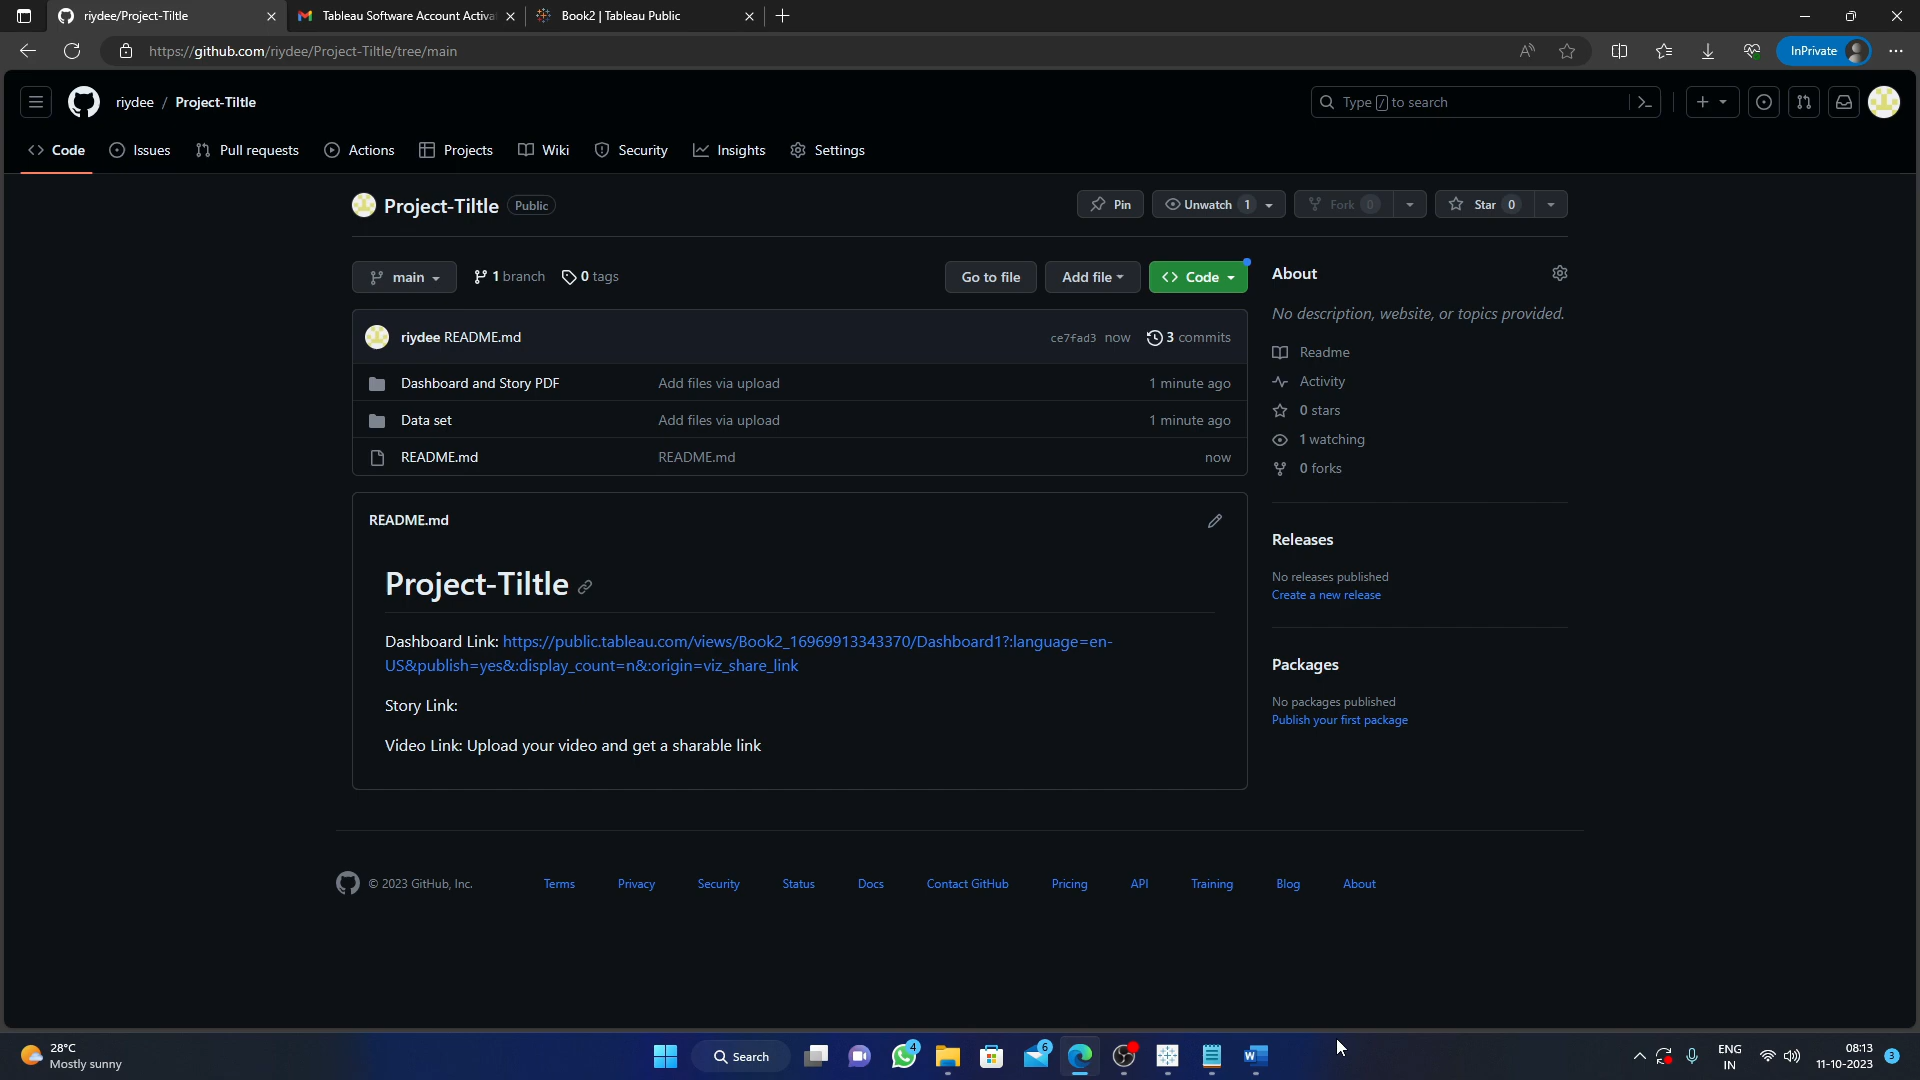 riydee/Project-Tiltle
Tableau Software Account Activa
Book2 | Tableau Public
https://github.com/riydee/Project-Tiltle/tree/main
InPrivate
riydee / Project-Tiltle
Type / to search
Code
Issues
Pull requests
Actions
Projects
Wiki
Security
Insights
Settings
Project-Tiltle
Public
Pin
Unwatch 1
Fork 0
Star 0
main
1 branch
0 tags
Go to file
Add file
Code
riydee README.md
ce7fad3 now
3 commits
Dashboard and Story PDF
Add files via upload
1 minute ago
Data set
Add files via upload
1 minute ago
README.md
README.md
now
About
No description, website, or topics provided.
Readme
Activity
0 stars
1 watching
0 forks
Releases
No releases published
Create a new release
Packages
No packages published
Publish your first package
README.md
Project-Tiltle
Dashboard Link: https://public.tableau.com/views/Book2_16969913343370/Dashboard1?:language=en-
US&publish=yes&:display_count=n&:origin=viz_share_link
Story Link:
Video Link: Upload your video and get a sharable link
© 2023 GitHub, Inc.
Terms
Privacy
Security
Status
Docs
Contact GitHub
Pricing
API
Training
Blog
About
28°C
Mostly sunny
Search
4
6
ENG
IN
08:13
11-10-2023
3